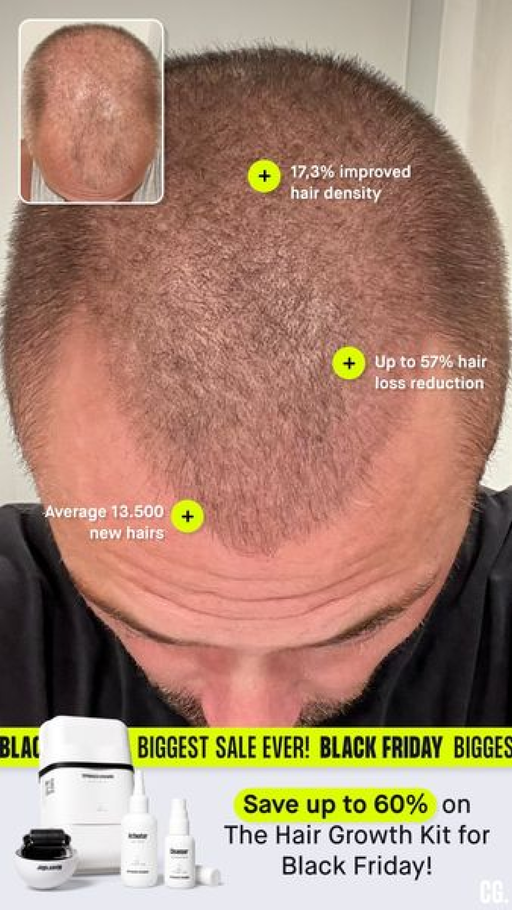 17,3% improved
hair density
Up to 57% hair
loss reduction
Average 13.500
new hairs
BLAC
BIGGEST SALE EVER! BLACK FRIDAY BIGGES
Save up to 60% on
The Hair Growth Kit for
Black Friday!
Activator
CG.